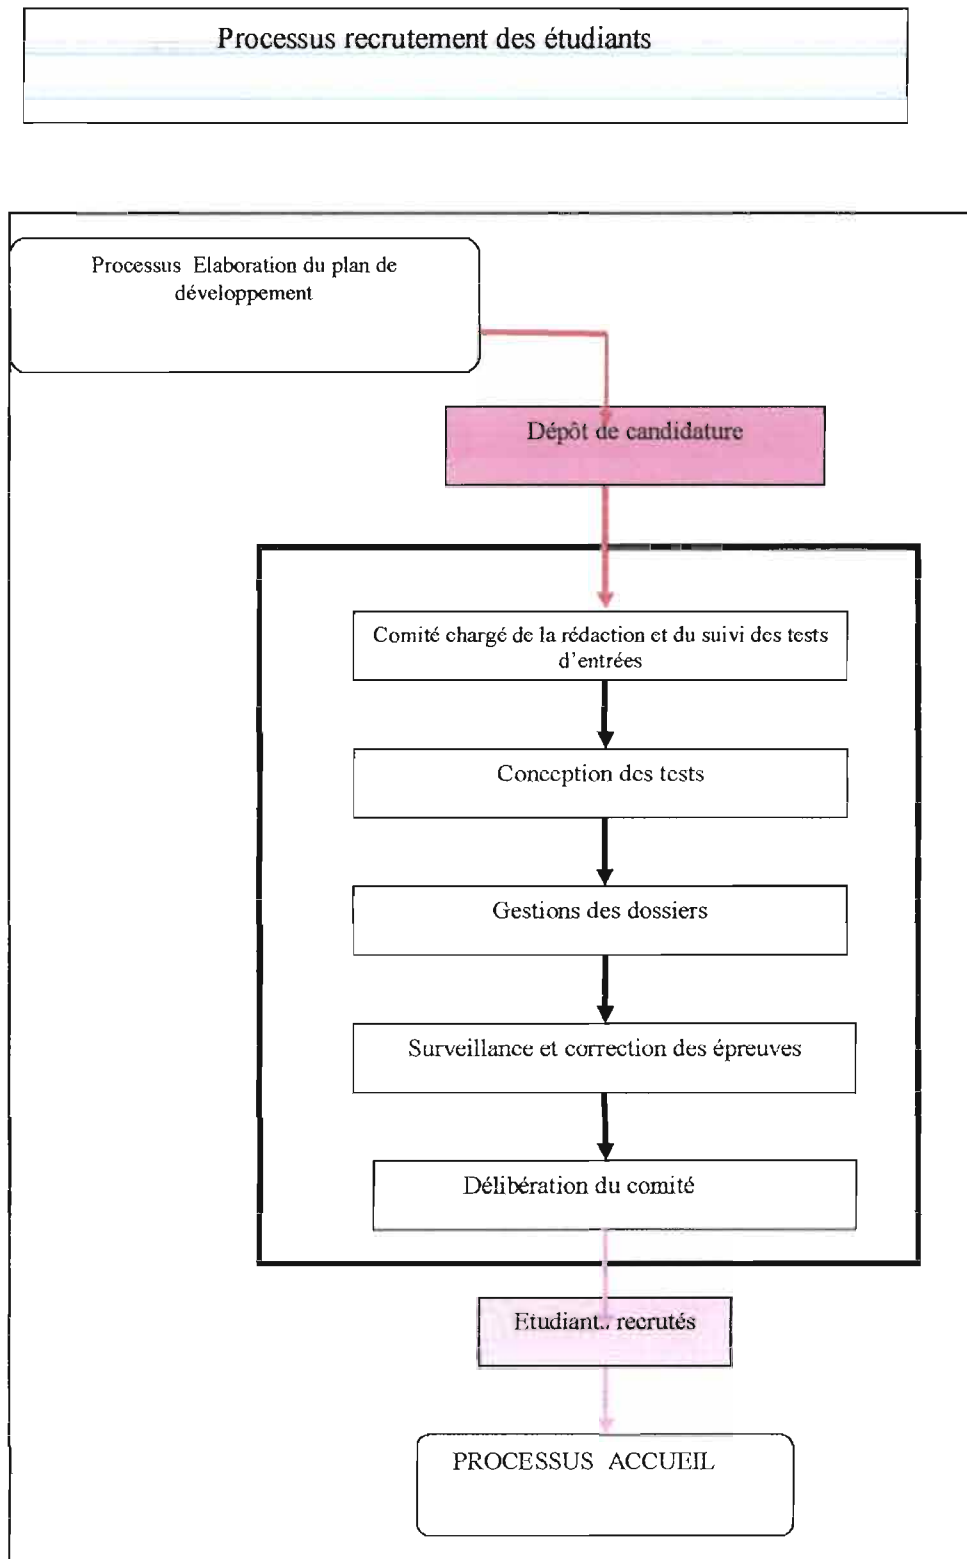 Processus recrutement des étudiants
Processus Elaboration du plan de
développement
Dépôt de candidature
Comité chargé de la rédaction et du suivi des tests
d'entrées
Conception des tests
Gestions des dossiers
Surveillance et correction des épreuves
Délibération du comité
Etudiants recrutés
PROCESSUS ACCUEIL